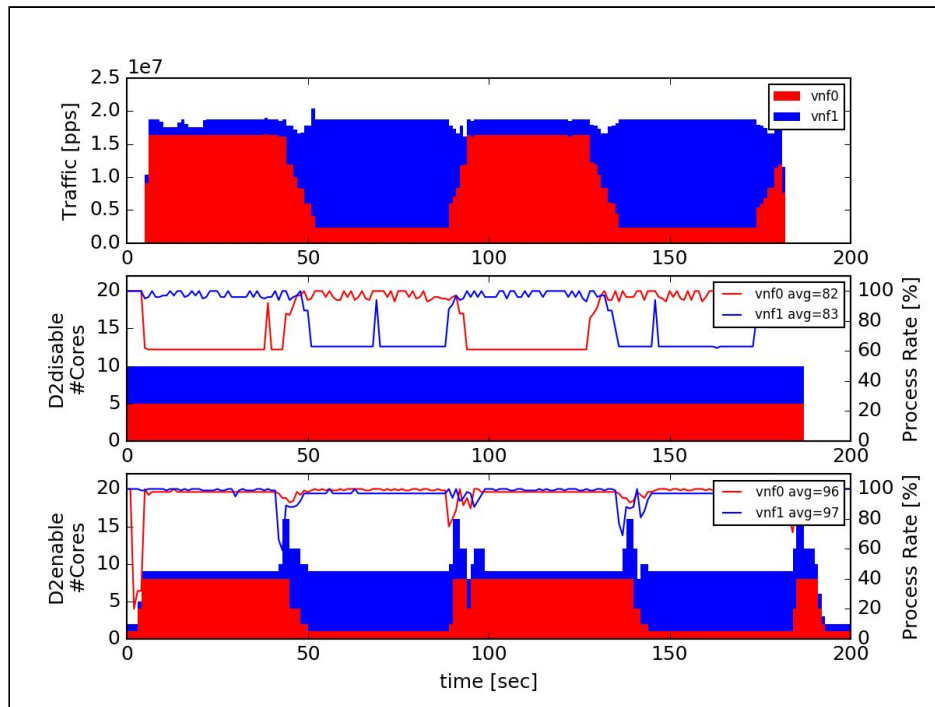 1e7
2.5
2.0
1.5
1.0
0.5
0.0
Traffic [pps]
vnf0
vnf1
0 50 100 150 200
20
15
10
5
0
D2disable
#Cores
vnf0 avg=82
vnf1 avg=83
100
80
60
40
20
0
Process Rate [%]
0 50 100 150 200
20
15
10
5
0
D2enable
#Cores
vnf0 avg=96
vnf1 avg=97
100
80
60
40
20
0
Process Rate [%]
0 50 100 150 200
time [sec]